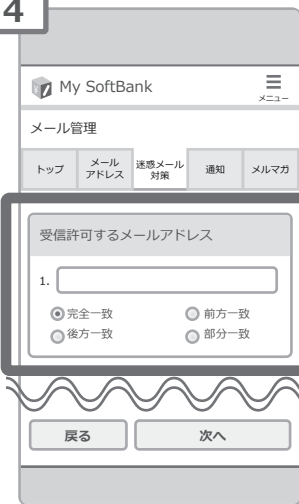 4
My SoftBank
メニュー
メール管理
トップ
メール
アドレス
迷惑メール
対策
通知
メルマガ
受信許可するメールアドレス
1.
完全一致 前方一致
後方一致 部分一致
戻る 次へ